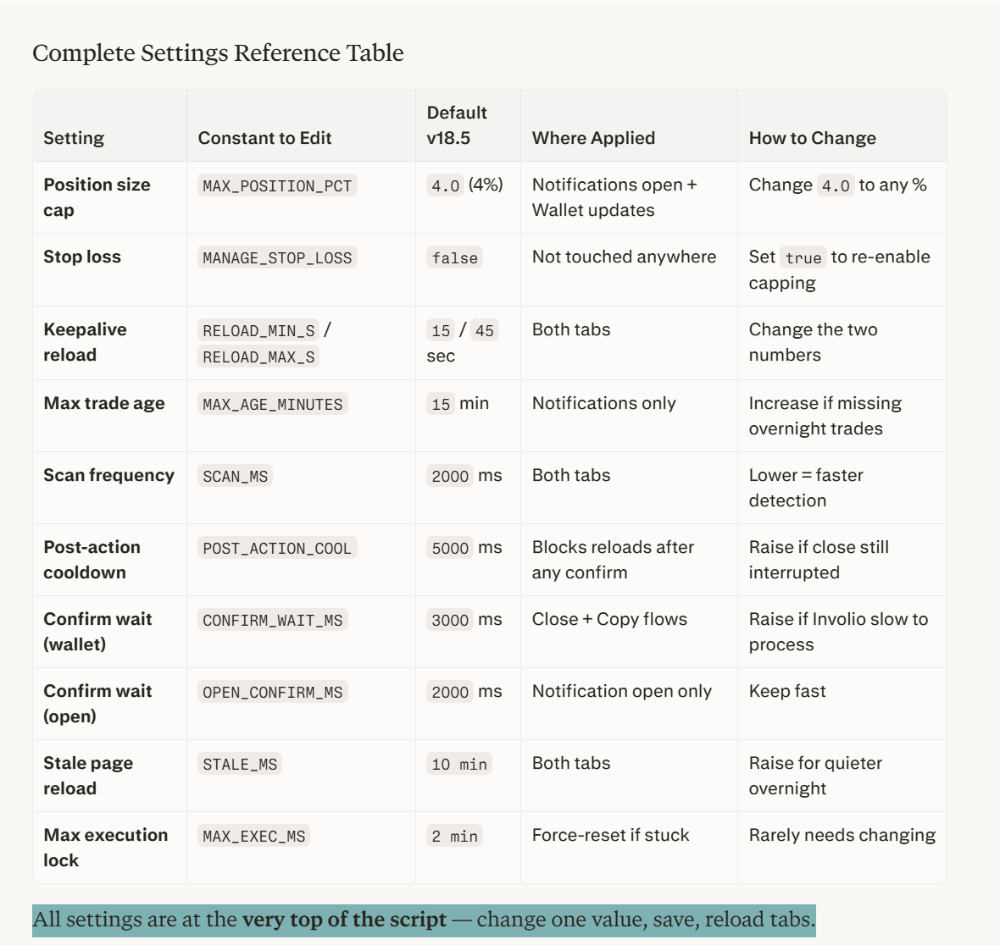 Complete Settings Reference Table
Setting
Constant to Edit
Default
v18.5
Where Applied
How to Change
Position size
cap
MAX_POSITION_PCT
4.0 (4%)
Notifications open +
Wallet updates
Change 4.0 to any %
Stop loss
MANAGE_STOP_LOSS
false
Not touched anywhere
Set true to re-enable
capping
Keepalive
reload
RELOAD_MIN_S /
RELOAD_MAX_S
15 / 45
sec
Both tabs
Change the two
numbers
Max trade age
MAX_AGE_MINUTES
15 min
Notifications only
Increase if missing
overnight trades
Scan frequency
SCAN_MS
2000 ms
Both tabs
Lower = faster
detection
Post-action
cooldown
POST_ACTION_COOL
5000 ms
Blocks reloads after
any confirm
Raise if close still
interrupted
Confirm wait
(wallet)
CONFIRM_WAIT_MS
3000 ms
Close + Copy flows
Raise if Involio slow to
process
Confirm wait
(open)
OPEN_CONFIRM_MS
2000 ms
Notification open only
Keep fast
Stale page
reload
STALE_MS
10 min
Both tabs
Raise for quieter
overnight
Max execution
lock
MAX_EXEC_MS
2 min
Force-reset if stuck
Rarely needs changing
All settings are at the very top of the script — change one value, save, reload tabs.